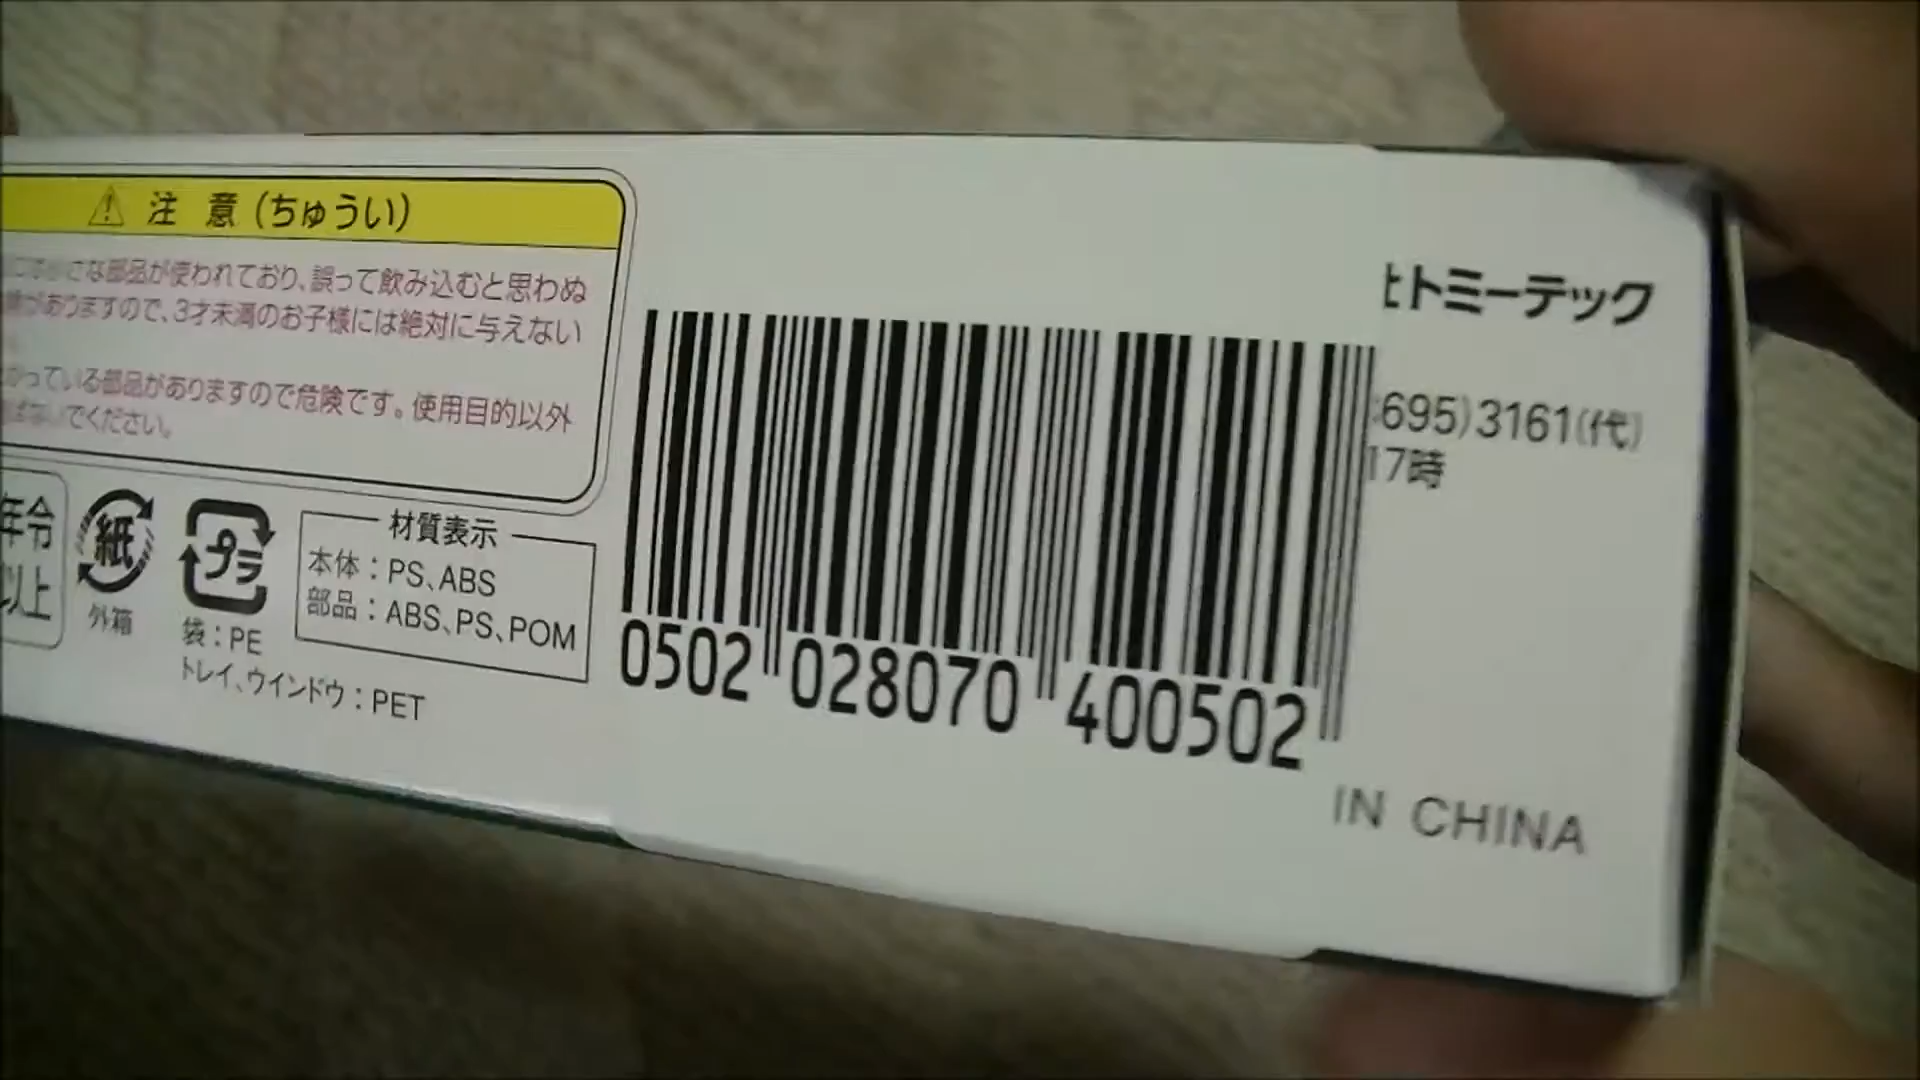 注 意 (ちゅうい)
さな部品が使われており、誤って飲み込むと思わぬ
がありますので、3才未満のお子様には絶対に与えない
っている部品がありますので危険です。使用目的以外
でください。
年令
以上
紙
外箱
プラ
袋:PE
トレイ、ウインドウ:PET
材質表示
本体:PS、ABS
部品:ABS、PS、POM
0502 028070 400502
トミーテック
695)3161(代)
17時
IN CHINA